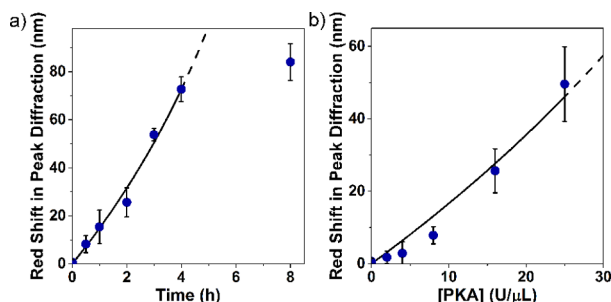 a)
Red Shift in Peak Diffraction (nm)
80
60
40
20
0
0 2 4 6 8
Time (h)
b)
Red Shift in Peak Diffraction (nm)
60
40
20
0
0 10 20 30
[PKA] (U/μL)